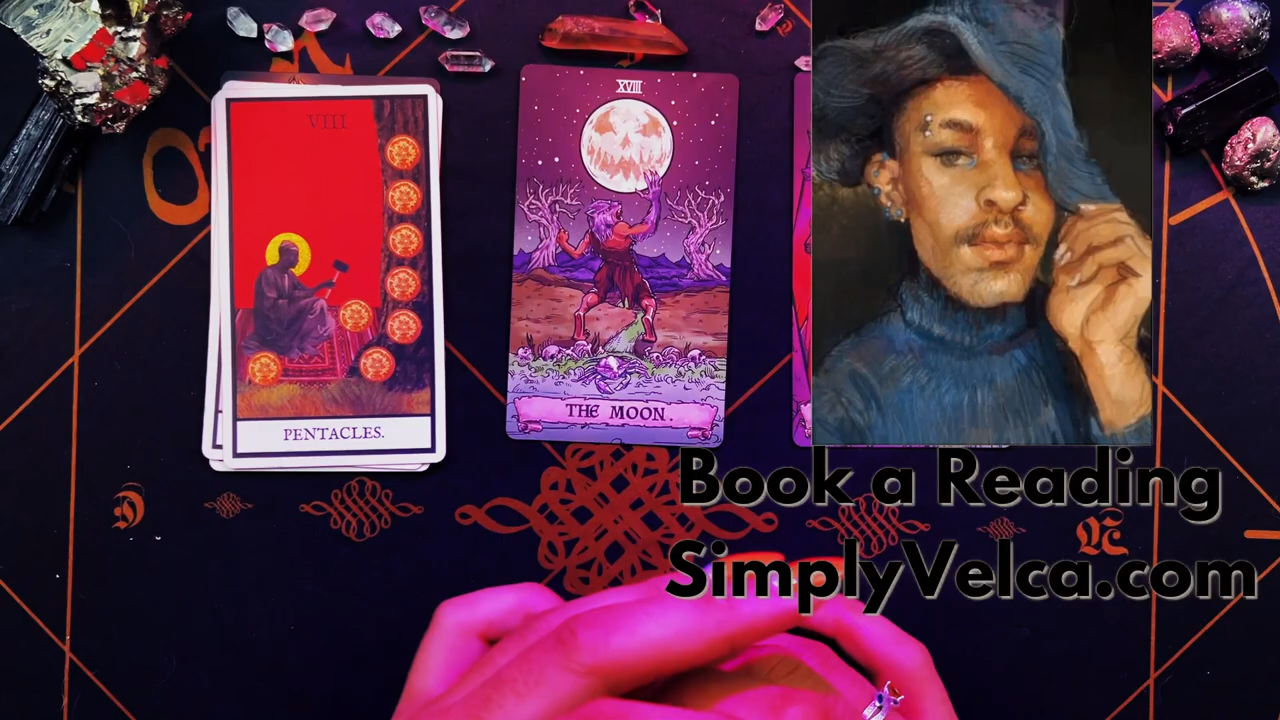 VIII
PENTACLES.
XVIII
THE MOON.
Book a Reading
SimplyVelca.com